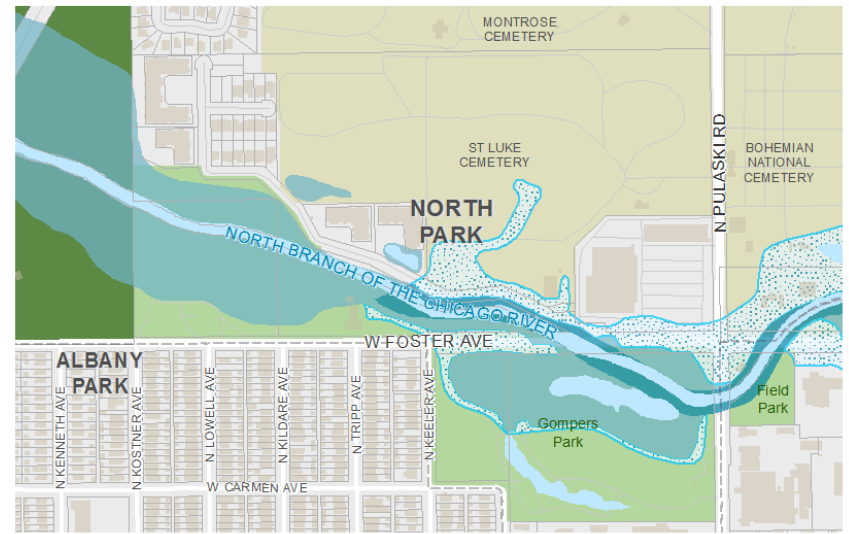 MONTROSE
CEMETERY
ST LUKE
CEMETERY
N PULASKI RD
BOHEMIAN
NATIONAL
CEMETERY
NORTH
PARK
NORTH BRANCH OF THE CHICAGO RIVER
W FOSTER AVE
ALBANY
PARK
N KENNETH AVE
N KOSTNER AVE
N LOWELL AVE
N KILDARE AVE
N TRIPP AVE
N KEELER AVE
Gompers
Park
Field
Park
W CARMEN AVE